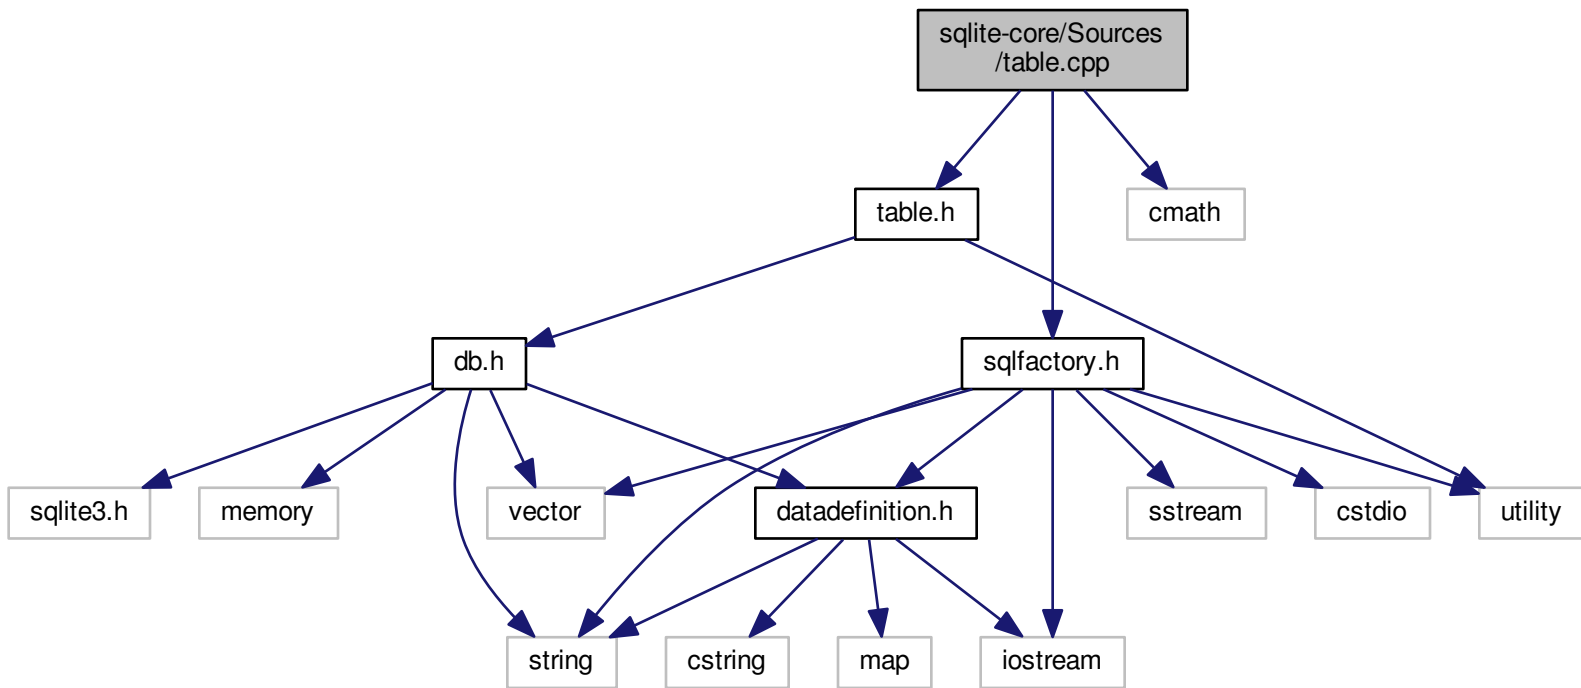 sqlite-core/Sources
/table.cpp
table.h
cmath
db.h
sqlfactory.h
sqlite3.h
memory
vector
datadefinition.h
sstream
cstdio
utility
string
cstring
map
iostream